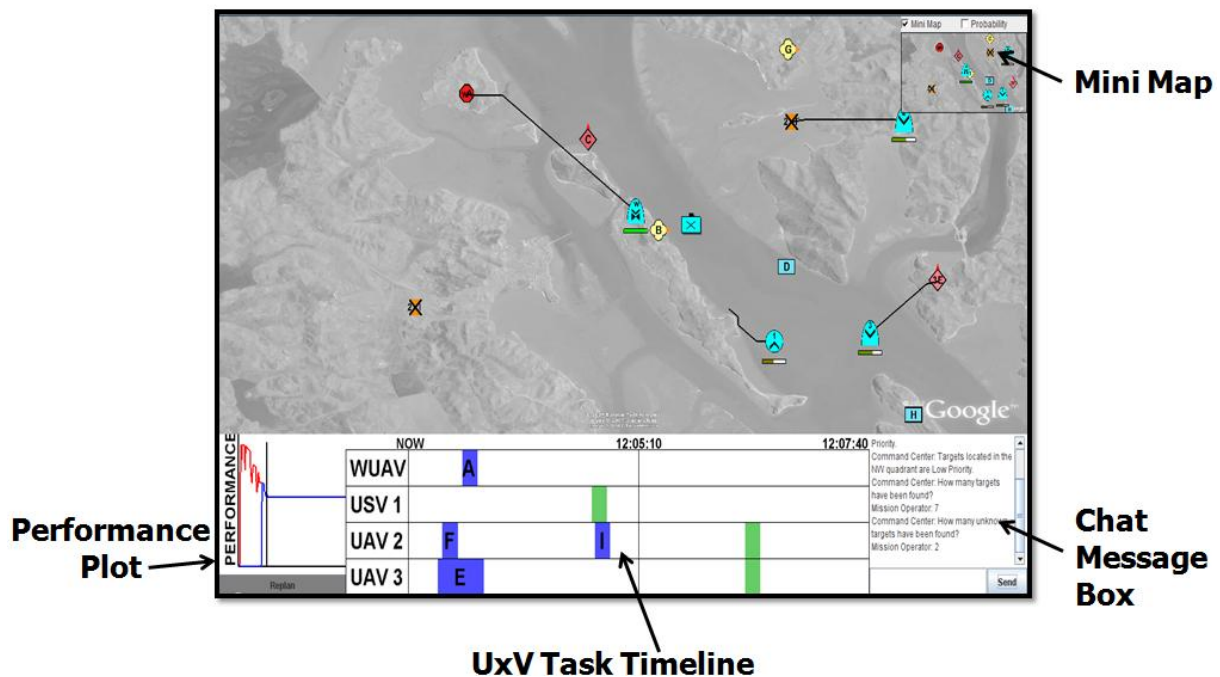 Mini Map
Probability
G
Mini Map
C
W
B
D
3E
1
3
H
Google
PERFORMANCE
NOW
12:05:10
12:07:40
WUAV
A
USV 1
UAV 2
F
I
UAV 3
E
Replan
Priority.
Command Center: Targets located in the
NW quadrant are Low Priority.
Command Center: How many targets
have been found?
Mission Operator: 7
Command Center: How many unknown
targets have been found?
Mission Operator: 2
Send
Performance
Plot
Chat
Message
Box
UxV Task Timeline